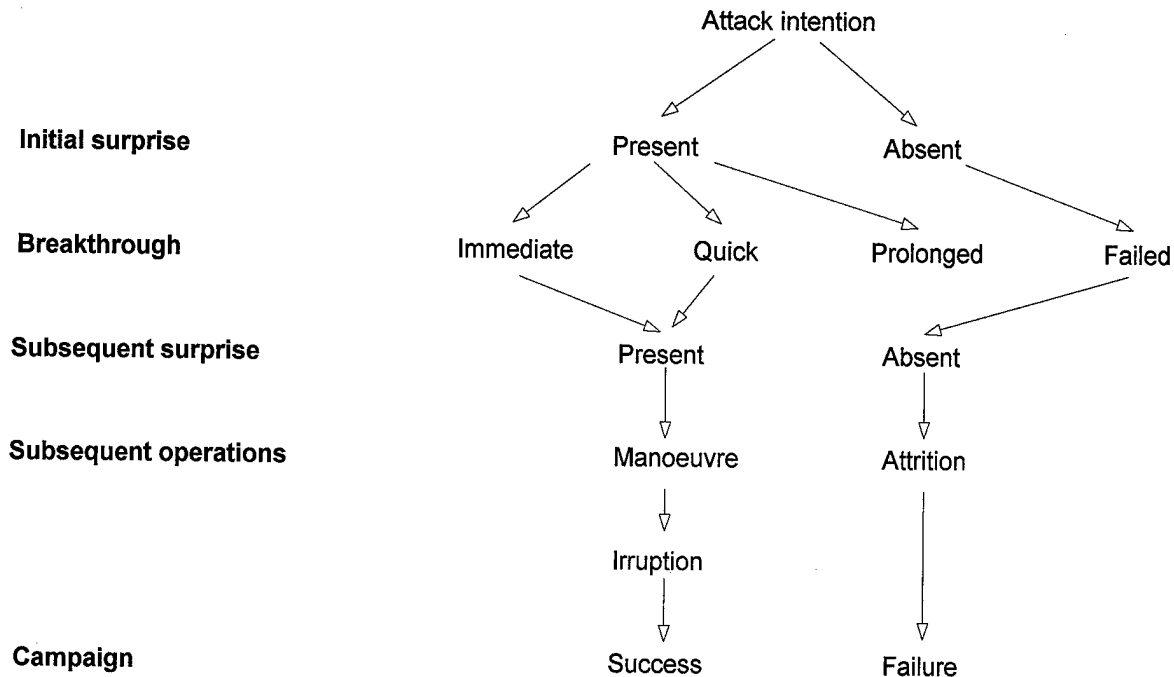 Attack intention
Initial surprise Present Absent
Breakthrough Immediate Quick Prolonged Failed
Subsequent surprise Present Absent
Subsequent operations Manoeuvre Attrition
Irruption
Campaign Success Failure